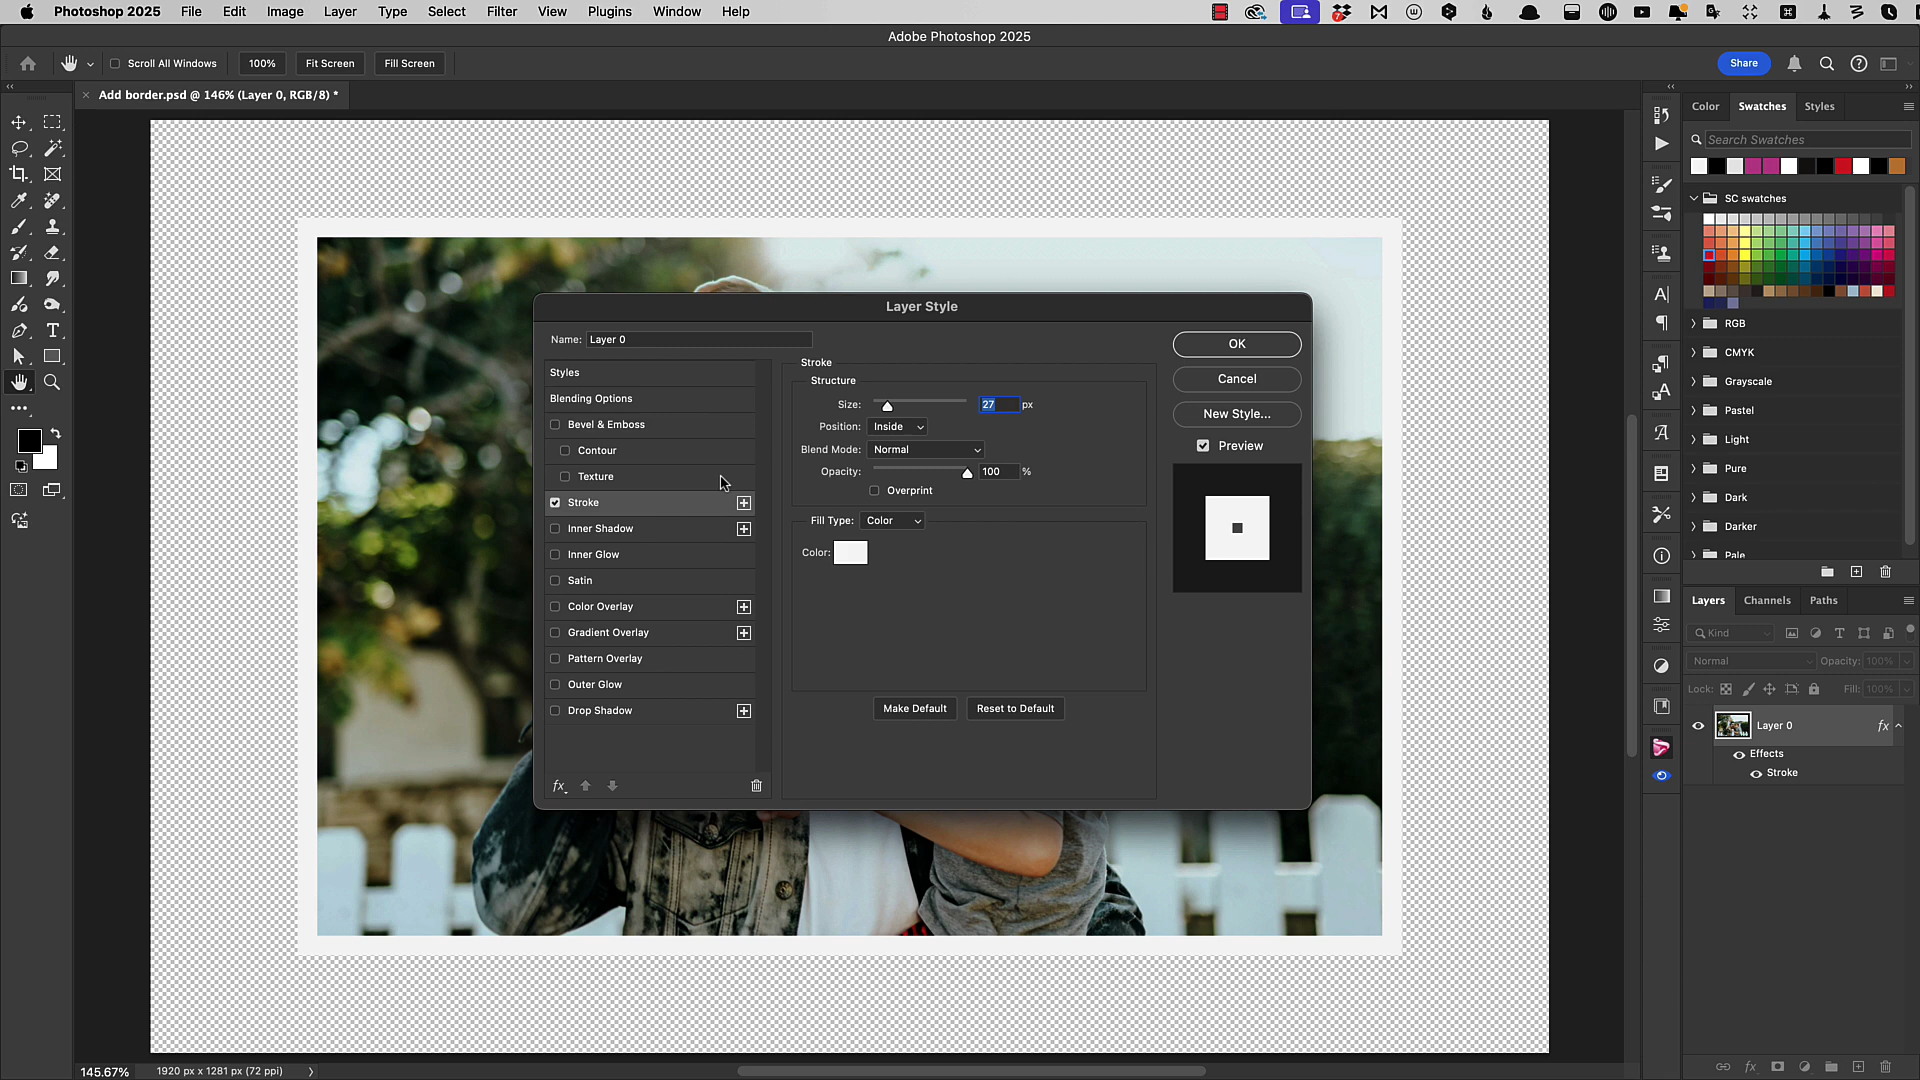 Photoshop 2025 File Edit Image Layer Type Select Filter View Plugins Window Help
Adobe Photoshop 2025
Scroll All Windows 100% Fit Screen Fill Screen Share
Add border.psd @ 146% (Layer 0, RGB/8) *
Color Swatches Styles
Search Swatches
SC swatches
RGB
CMYK
Grayscale
Pastel
Light
Pure
Dark
Darker
Pale
Layer Style
Name: Layer 0
Styles
Blending Options
Bevel & Emboss
Contour
Texture
Stroke
Inner Shadow
Inner Glow
Satin
Color Overlay
Gradient Overlay
Pattern Overlay
Outer Glow
Drop Shadow
fx
Stroke
Structure
Size: 27 px
Position: Inside
Blend Mode: Normal
Opacity: 100 %
Overprint
Fill Type: Color
Color:
Make Default Reset to Default
OK
Cancel
New Style...
Preview
Layers Channels Paths
Kind
Normal Opacity: 100%
Lock: Fill: 100%
Layer 0 fx
Effects
Stroke
fx
145.67% 1920 px x 1281 px (72 ppi)